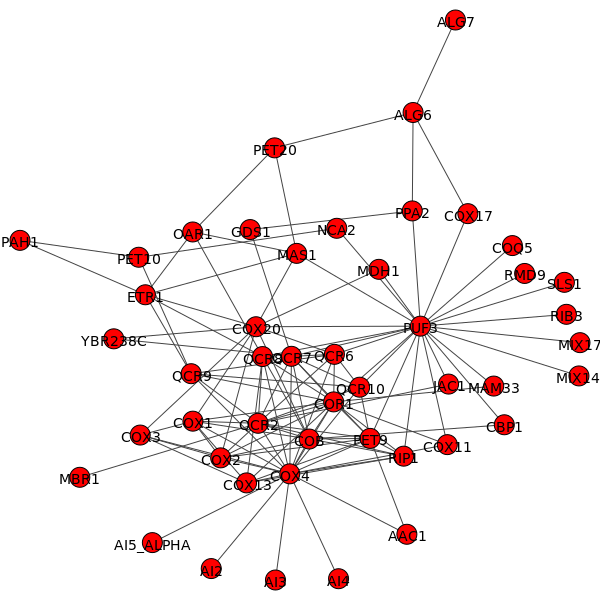 ALG7
ALG6
PET20
PPA2
COX17
OAR1
GDS1
NCA2
PAH1
PET10
MAS1
COQ5
MDH1
RMD9
SLS1
ETR1
RIB3
COX20
PUF3
YBR238C
MIX17
QCR8
QCR7
QCR6
QCR9
MIX14
QCR10
JAC1
MAM33
COR1
COX1
QCR2
CBP1
COX3
COB
PET9
COX11
COX2
RIP1
MBR1
COX13
COX4
AI5_ALPHA
AAC1
AI2
AI3
AI4